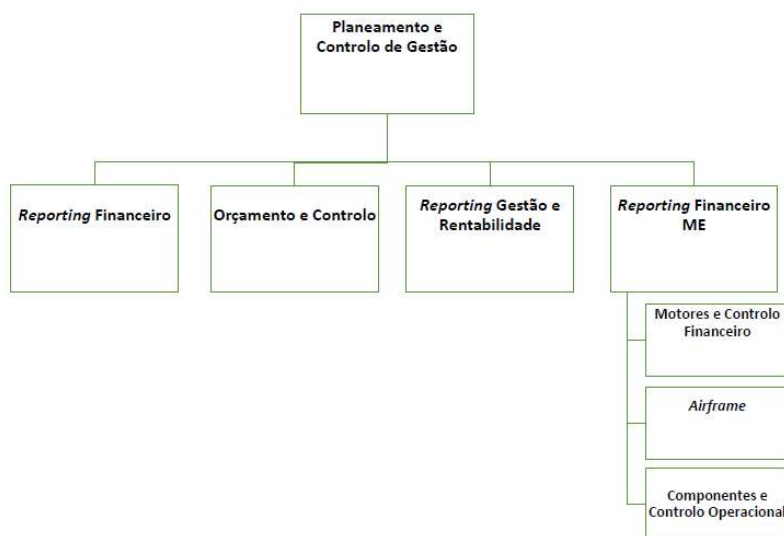 Planeamento e
Controlo de Gestão
Reporting Financeiro
Orçamento e Controlo
Reporting Gestão e
Rentabilidade
Reporting Financeiro
ME
Motores e Controlo
Financeiro
Airframe
Componentes e
Controlo Operacional